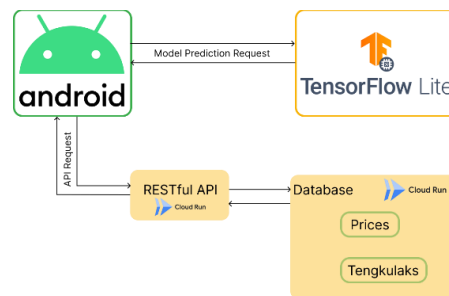 Model Prediction Request
android
TensorFlow Lite
API Request
RESTful API
Cloud Run
Database
Cloud Run
Prices
Tengkulaks